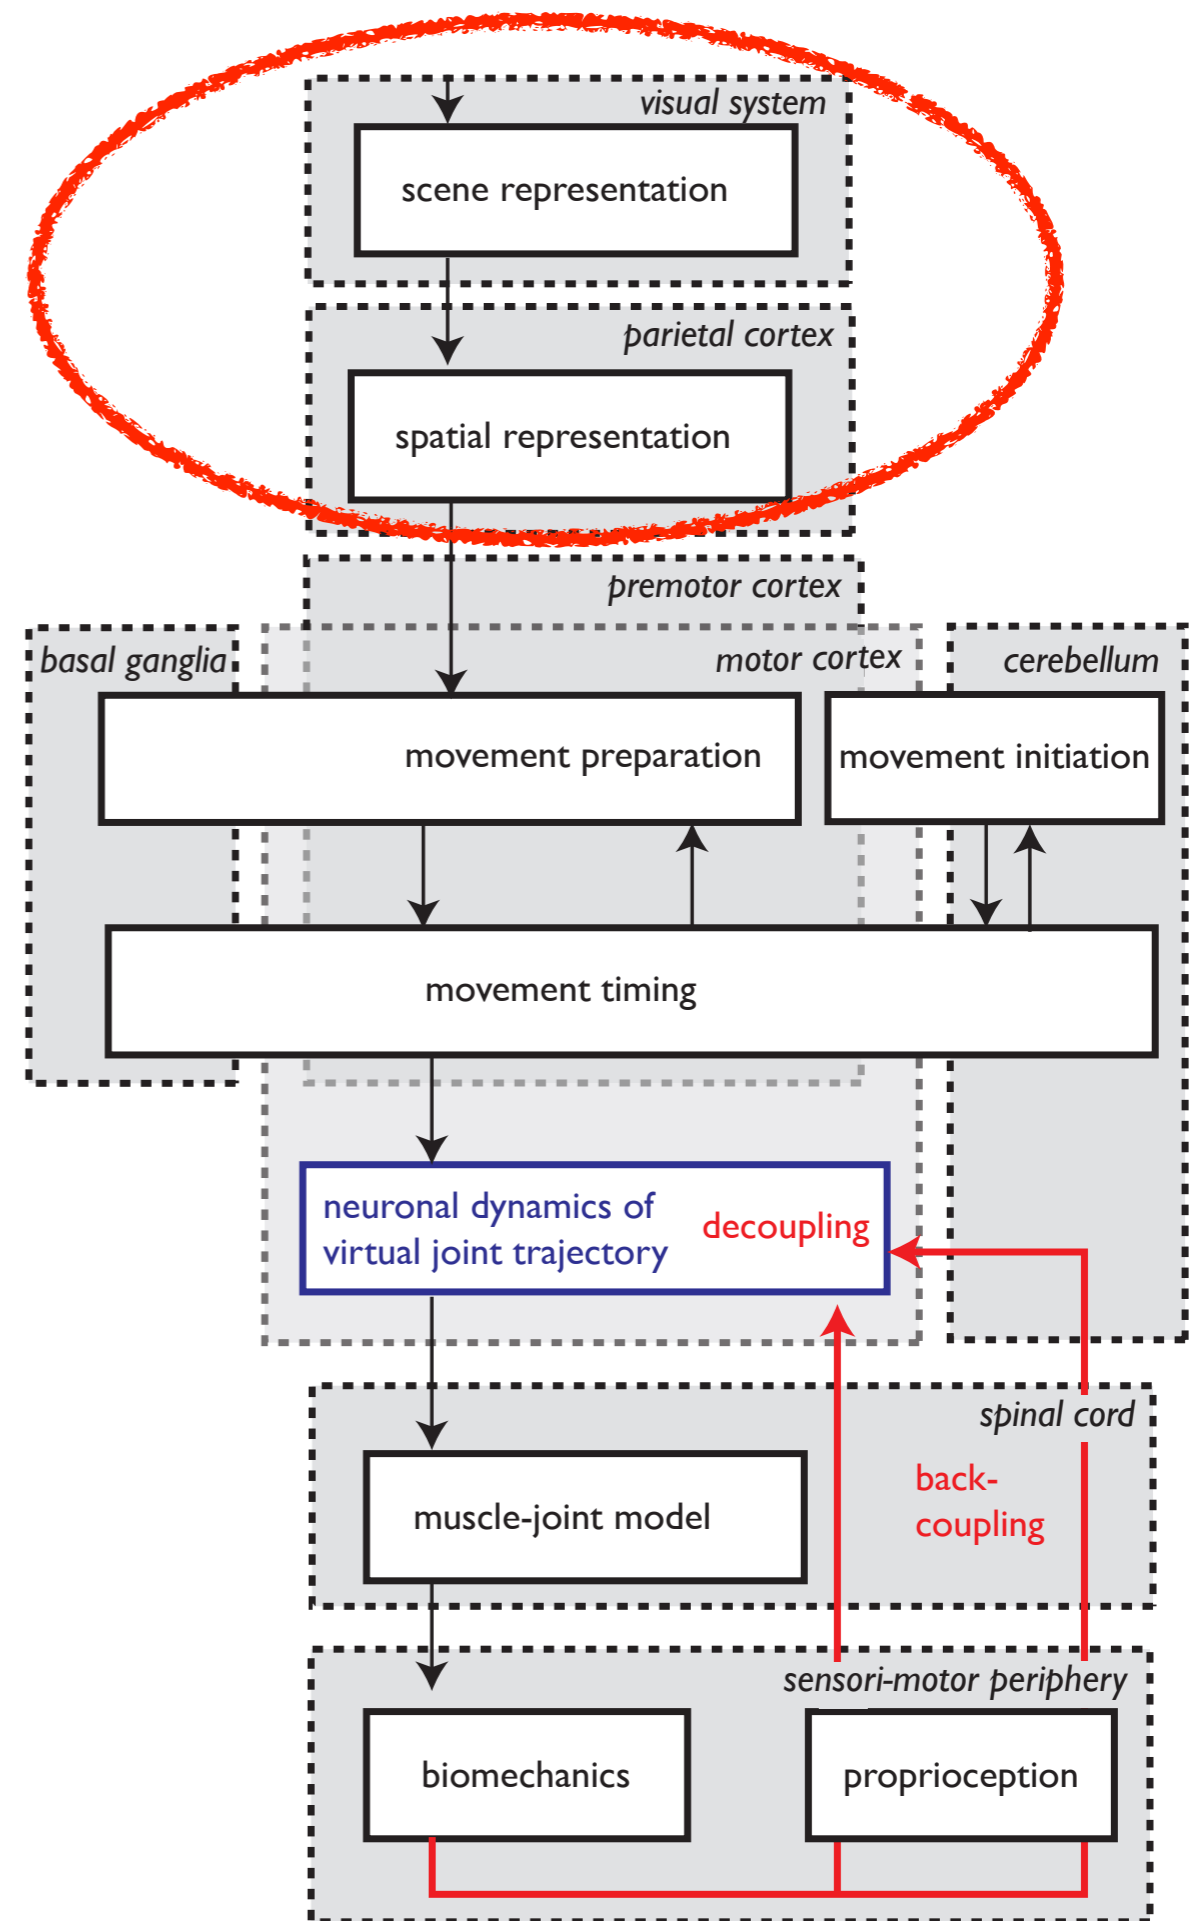 visual system
scene representation
parietal cortex
spatial representation
premotor cortex
basal ganglia
motor cortex
cerebellum
movement preparation
movement initiation
movement timing
neuronal dynamics of
virtual joint trajectory
decoupling
spinal cord
back-
coupling
muscle-joint model
sensori-motor periphery
biomechanics
proprioception